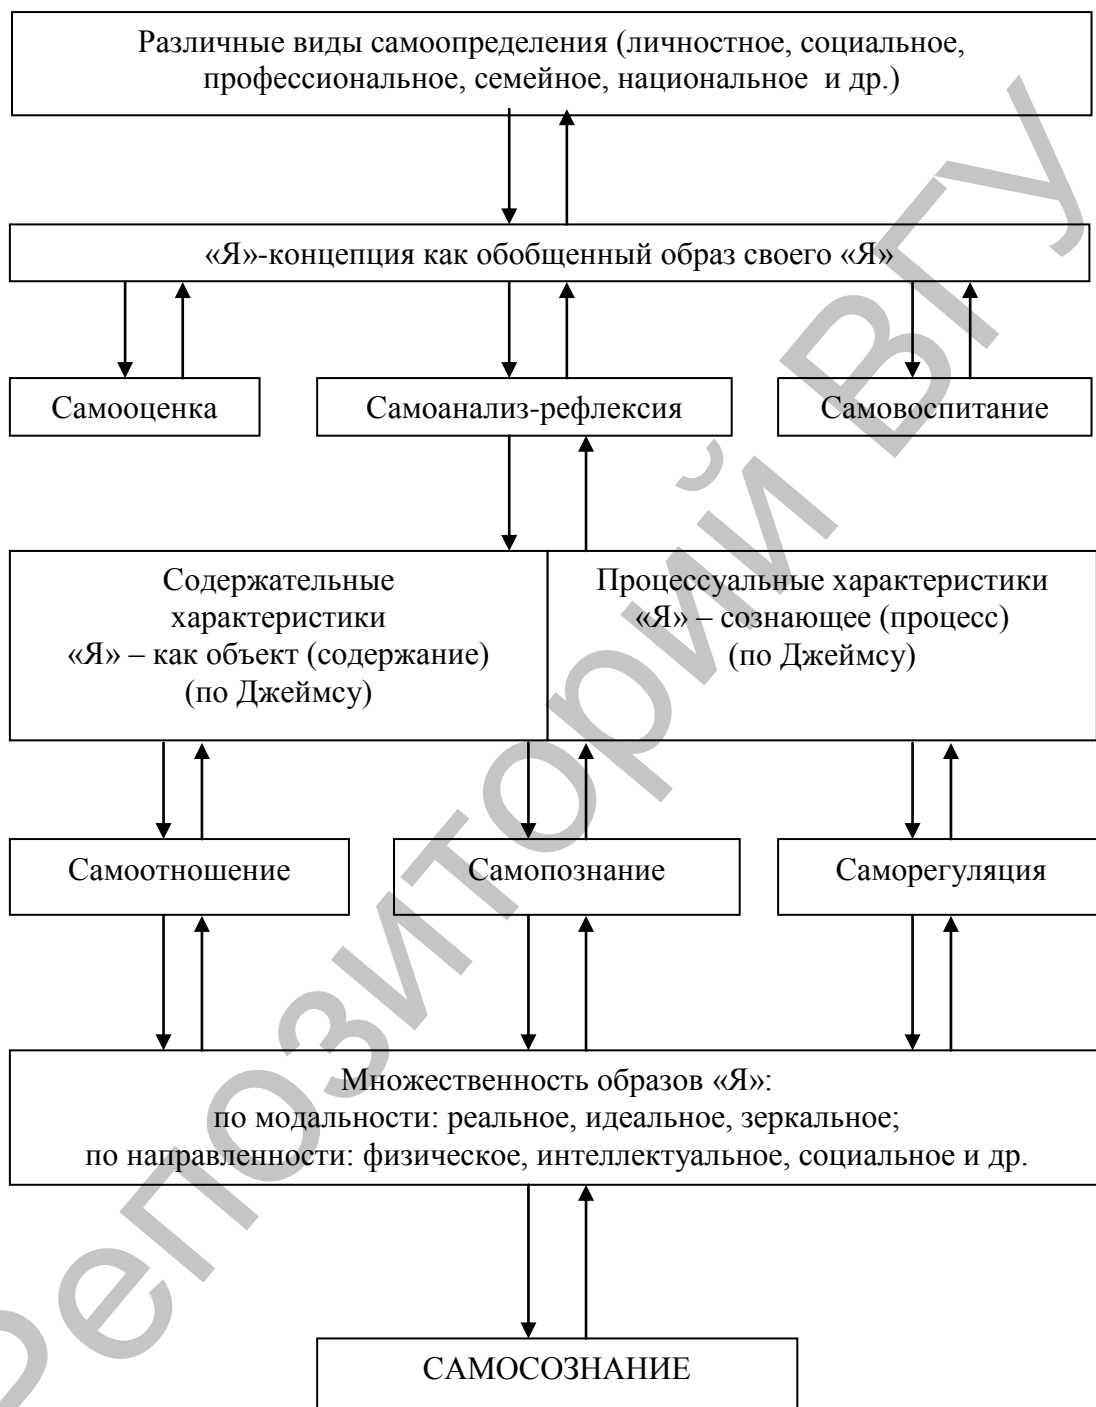 Различные виды самоопределения (личностное, социальное,
профессиональное, семейное, национальное и др.)
«Я»-концепция как обобщенный образ своего «Я»
Самооценка
Самоанализ-рефлексия
Самовоспитание
Содержательные
характеристики
«Я» – как объект (содержание)
(по Джеймсу)
Процессуальные характеристики
«Я» – сознающее (процесс)
(по Джеймсу)
Самоотношение
Самопознание
Саморегуляция
Множественность образов «Я»:
по модальности: реальное, идеальное, зеркальное;
по направленности: физическое, интеллектуальное, социальное и др.
САМОСОЗНАНИЕ
Репозиторий ВГУ